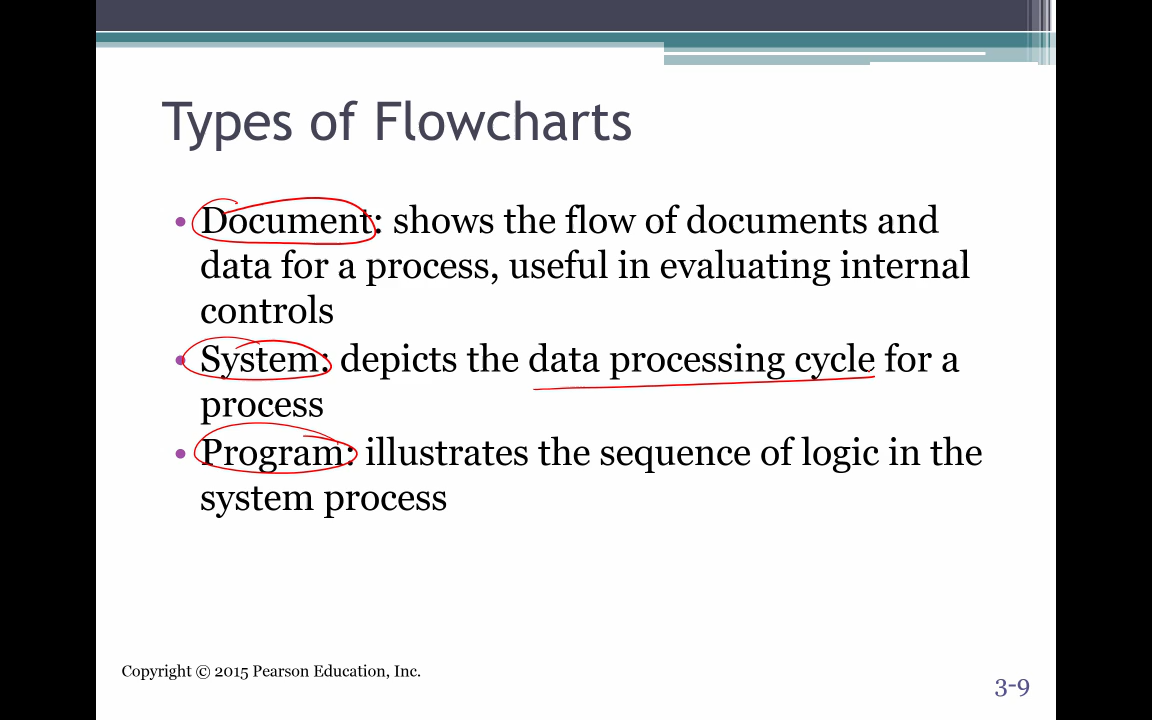 Types of Flowcharts
• Document: shows the flow of documents and
data for a process, useful in evaluating internal
controls
• System: depicts the data processing cycle for a
process
• Program: illustrates the sequence of logic in the
system process
Copyright © 2015 Pearson Education, Inc.
3-9